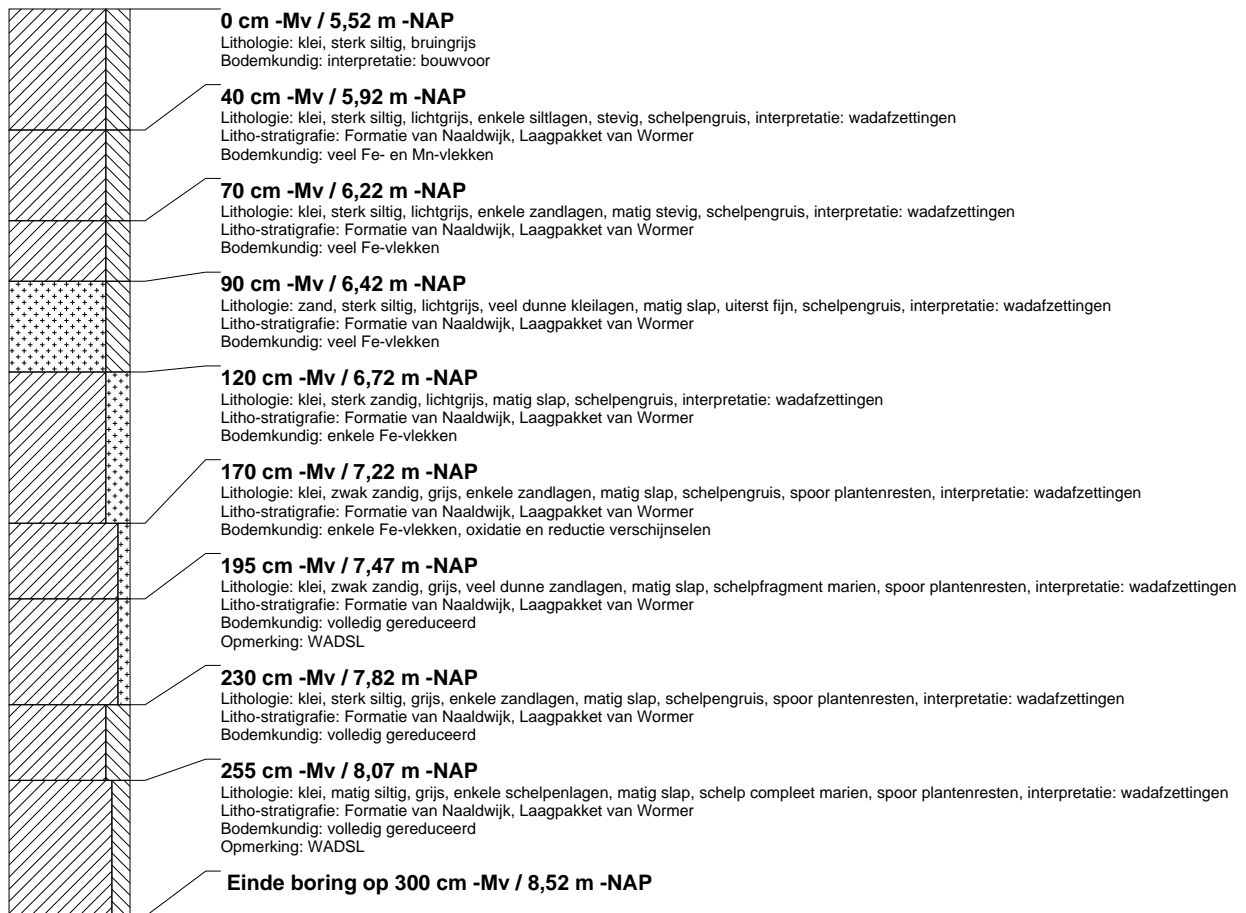 0 cm -Mv / 5,52 m -NAP
Lithologie: klei, sterk siltig, bruingrijs
Bodemkundig: interpretatie: bouwvoor
40 cm -Mv / 5,92 m -NAP
Lithologie: klei, sterk siltig, lichtgrijs, enkele siltlagen, stevig, schelpengruis, interpretatie: wadafzettingen
Litho-stratigrafie: Formatie van Naaldwijk, Laagpakket van Wormer
Bodemkundig: veel Fe- en Mn-vlekken
70 cm -Mv / 6,22 m -NAP
Lithologie: klei, sterk siltig, lichtgrijs, enkele zandlagen, matig stevig, schelpengruis, interpretatie: wadafzettingen
Litho-stratigrafie: Formatie van Naaldwijk, Laagpakket van Wormer
Bodemkundig: veel Fe-vlekken
90 cm -Mv / 6,42 m -NAP
Lithologie: zand, sterk siltig, lichtgrijs, veel dunne kleilagen, matig slap, uiterst fijn, schelpengruis, interpretatie: wadafzettingen
Litho-stratigrafie: Formatie van Naaldwijk, Laagpakket van Wormer
Bodemkundig: veel Fe-vlekken
120 cm -Mv / 6,72 m -NAP
Lithologie: klei, sterk zandig, lichtgrijs, matig slap, schelpengruis, interpretatie: wadafzettingen
Litho-stratigrafie: Formatie van Naaldwijk, Laagpakket van Wormer
Bodemkundig: enkele Fe-vlekken
170 cm -Mv / 7,22 m -NAP
Lithologie: klei, zwak zandig, grijs, enkele zandlagen, matig slap, schelpengruis, spoor plantenresten, interpretatie: wadafzettingen
Litho-stratigrafie: Formatie van Naaldwijk, Laagpakket van Wormer
Bodemkundig: enkele Fe-vlekken, oxidatie en reductie verschijnselen
195 cm -Mv / 7,47 m -NAP
Lithologie: klei, zwak zandig, grijs, veel dunne zandlagen, matig slap, schelpfragment marien, spoor plantenresten, interpretatie: wadafzettingen
Litho-stratigrafie: Formatie van Naaldwijk, Laagpakket van Wormer
Bodemkundig: volledig gereduceerd
Opmerking: WADSL
230 cm -Mv / 7,82 m -NAP
Lithologie: klei, sterk siltig, grijs, enkele zandlagen, matig slap, schelpengruis, spoor plantenresten, interpretatie: wadafzettingen
Litho-stratigrafie: Formatie van Naaldwijk, Laagpakket van Wormer
Bodemkundig: volledig gereduceerd
255 cm -Mv / 8,07 m -NAP
Lithologie: klei, matig siltig, grijs, enkele schelpenlagen, matig slap, schelp compleet marien, spoor plantenresten, interpretatie: wadafzettingen
Litho-stratigrafie: Formatie van Naaldwijk, Laagpakket van Wormer
Bodemkundig: volledig gereduceerd
Opmerking: WADSL
Einde boring op 300 cm -Mv / 8,52 m -NAP